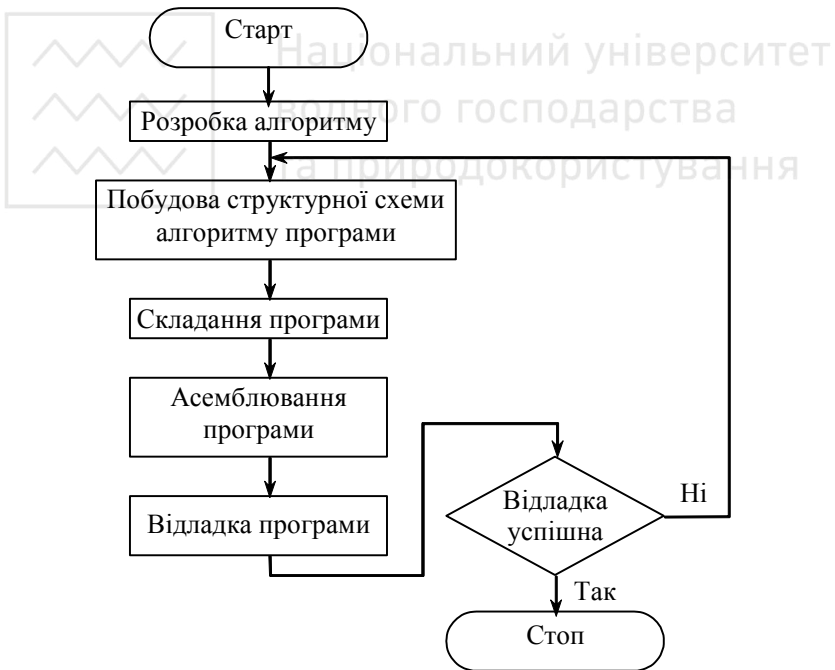 Старт
Національний університет
водного господарства
та природокористування
Розробка алгоритму
Побудова структурної схеми
алгоритму програми
Складання програми
Асемблювання
програми
Відладка програми
Відладка
успішна
Ні
Так
Стоп